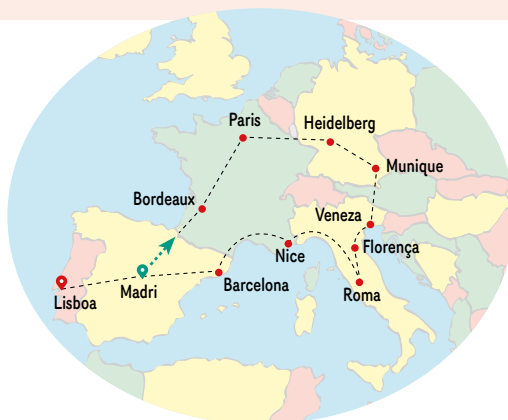 Paris
Heidelberg
Munique
Bordeaux
Veneza
Florença
Nice
Barcelona
Madri
Roma
Lisboa